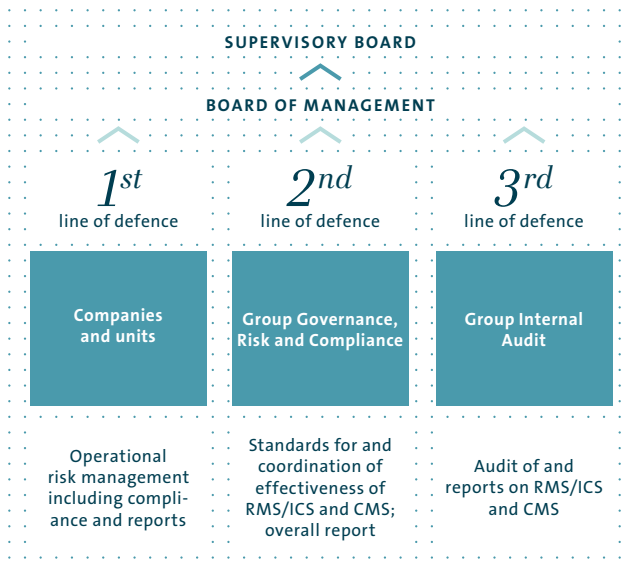 SUPERVISORY BOARD
BOARD OF MANAGEMENT
1st
line of defence
Companies
and units
Operational
risk management
including compli-
ance and reports
2nd
line of defence
Group Governance,
Risk and Compliance
Standards for and
coordination of
effectiveness of
RMS/ICS and CMS;
overall report
3rd
line of defence
Group Internal
Audit
Audit of and
reports on RMS/ICS
and CMS